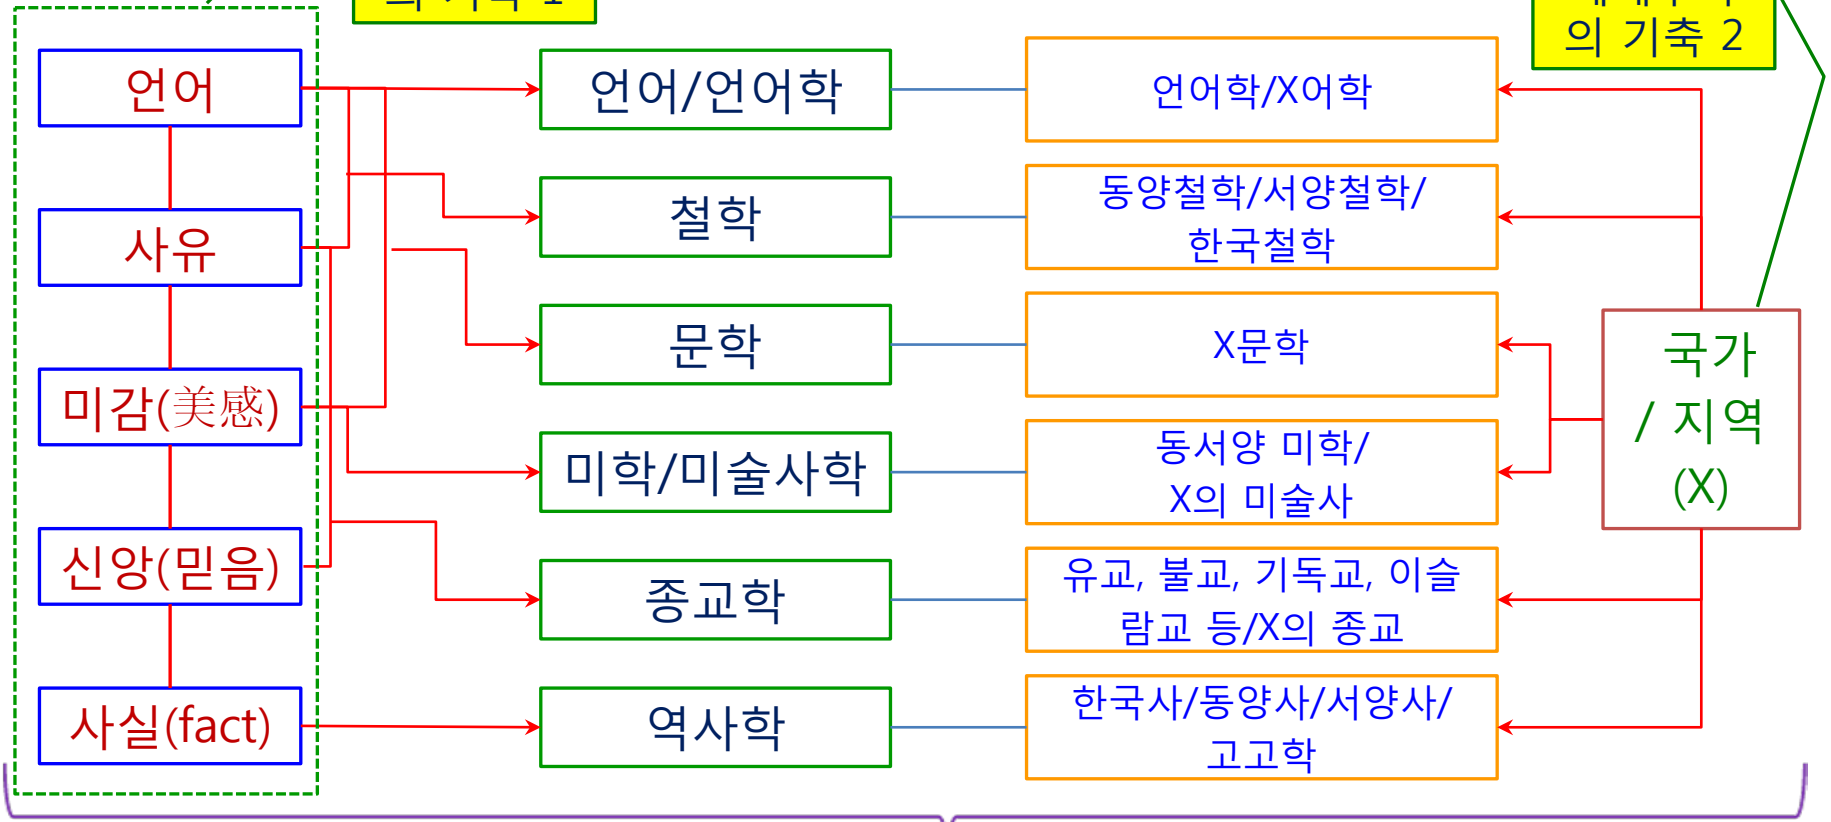 의 기축 2
언어
언어/언어학
언어학/X어학
사유
철학
동양철학/서양철학/
한국철학
미감(美感)
문학
X문학
국가
/ 지역
(X)
미학/미술사학
동서양 미학/
X의 미술사
신앙(믿음)
종교학
유교, 불교, 기독교, 이슬
람교 등/X의 종교
사실(fact)
역사학
한국사/동양사/서양사/
고고학